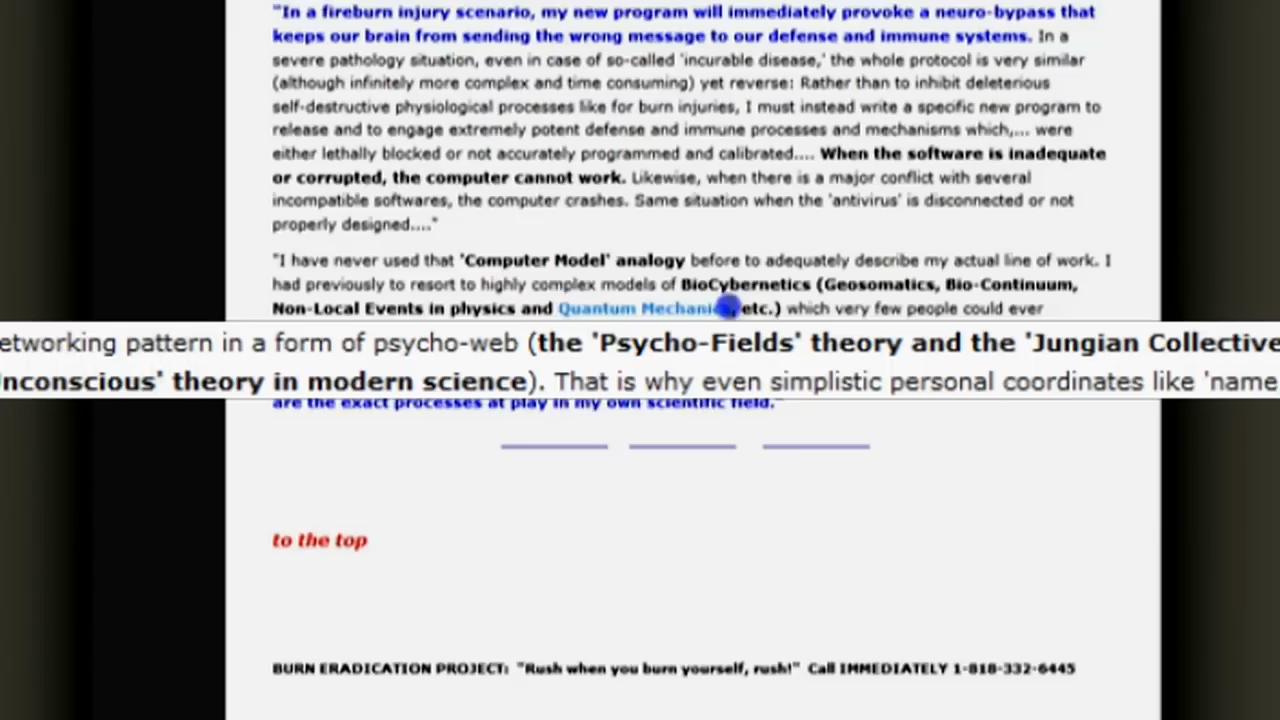 "In a fireburn injury scenario, my new program will immediately provoke a neuro-bypass that
keeps our brain from sending the wrong message to our defense and immune systems. In a
severe pathology situation, even in case of so-called 'incurable disease,' the whole protocol is very similar
(although infinitely more complex and time consuming) yet reverse: Rather than to inhibit deleterious
self-destructive physiological processes like for burn injuries, I must instead write a specific new program to
release and to engage extremely potent defense and immune processes and mechanisms which,... were
either lethally blocked or not accurately programmed and calibrated.... When the software is inadequate
or corrupted, the computer cannot work. Likewise, when there is a major conflict with several
incompatible softwares, the computer crashes. Same situation when the 'antivirus' is disconnected or not
properly designed...."
"I have never used that 'Computer Model' analogy before to adequately describe my actual line of work. I
had previously to resort to highly complex models of BioCybernetics (Geosomatics, Bio-Continuum,
Non-Local Events in physics and Quantum Mechanics, etc.) which very few people could ever
etworking pattern in a form of psycho-web (the 'Psycho-Fields' theory and the 'Jungian Collective
nconscious' theory in modern science). That is why even simplistic personal coordinates like 'name
are the exact processes at play in my own scientific field."
to the top
BURN ERADICATION PROJECT: "Rush when you burn yourself, rush!" Call IMMEDIATELY 1-818-332-6445